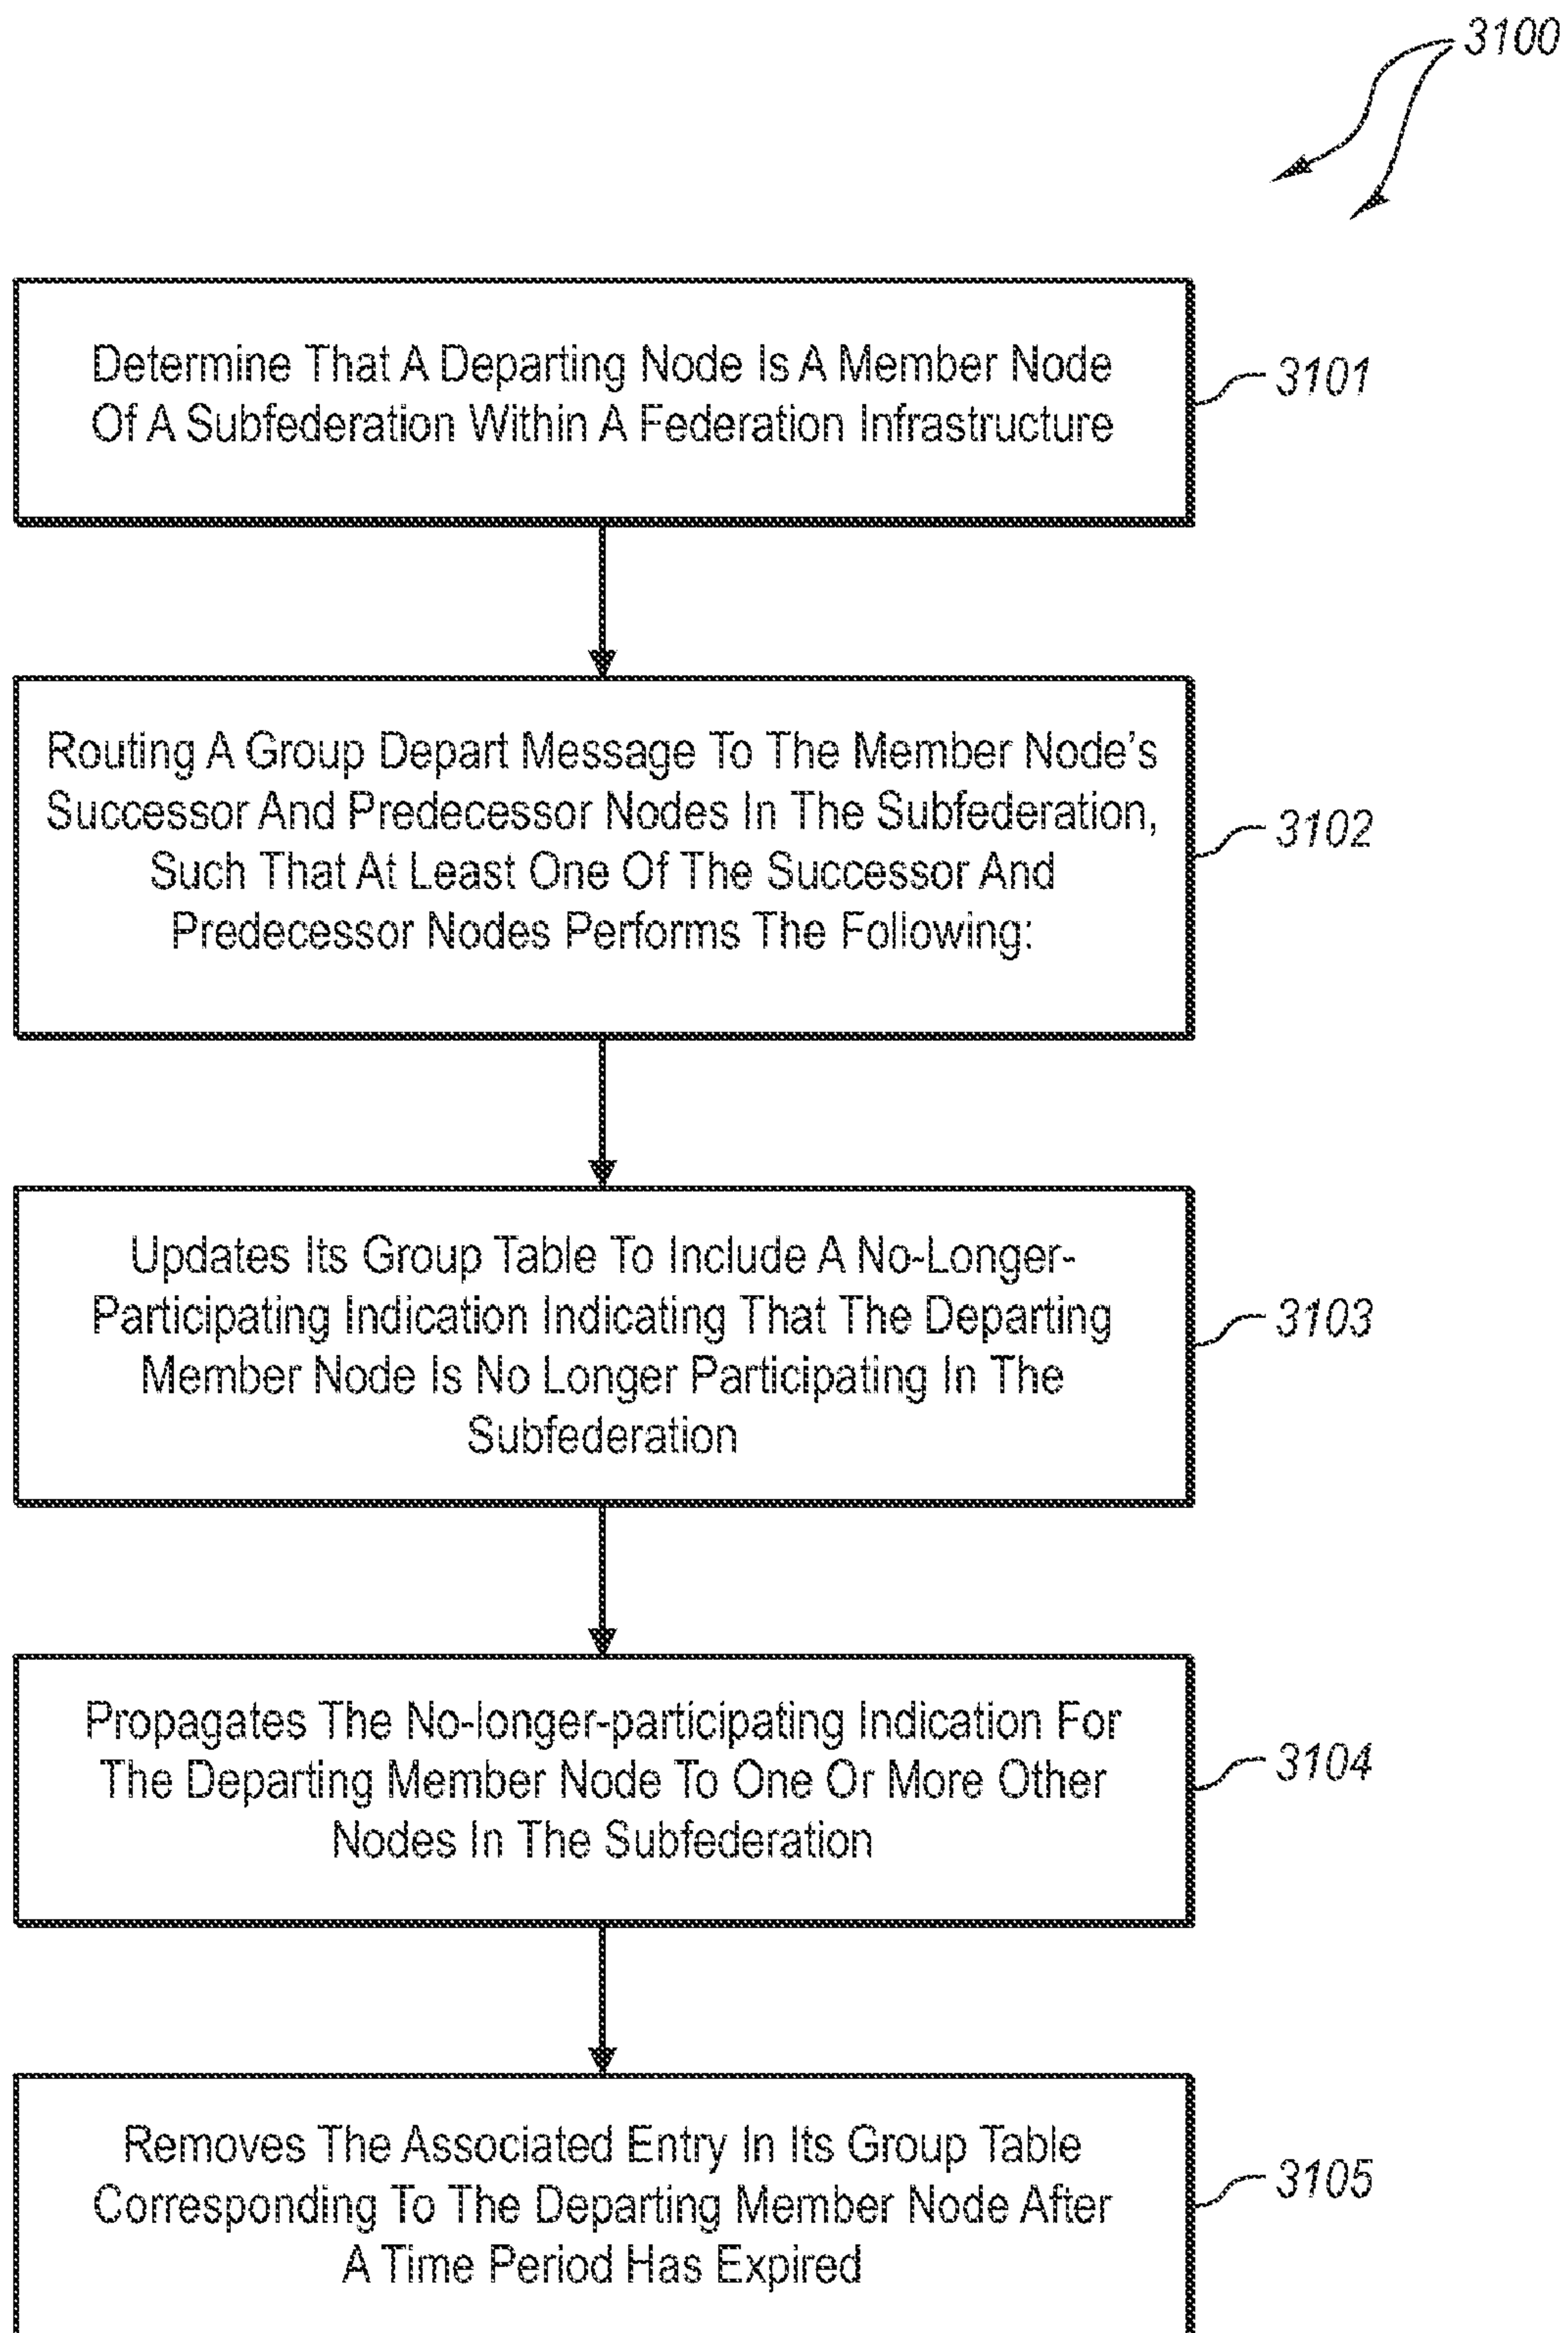 3100
Determine That A Departing Node Is A Member Node
Of A Subfederation Within A Federation Infrastructure
3101
Routing A Group Depart Message To The Member Node's
Successor And Predecessor Nodes In The Subfederation,
Such That At Least One Of The Successor And
Predecessor Nodes Performs The Following:
3102
Updates Its Group Table To Include A No-Longer-
Participating Indication Indicating That The Departing
Member Node Is No Longer Participating In The
Subfederation
3103
Propagates The No-longer-participating Indication For
The Departing Member Node To One Or More Other
Nodes In The Subfederation
3104
Removes The Associated Entry In Its Group Table
Corresponding To The Departing Member Node After
A Time Period Has Expired
3105